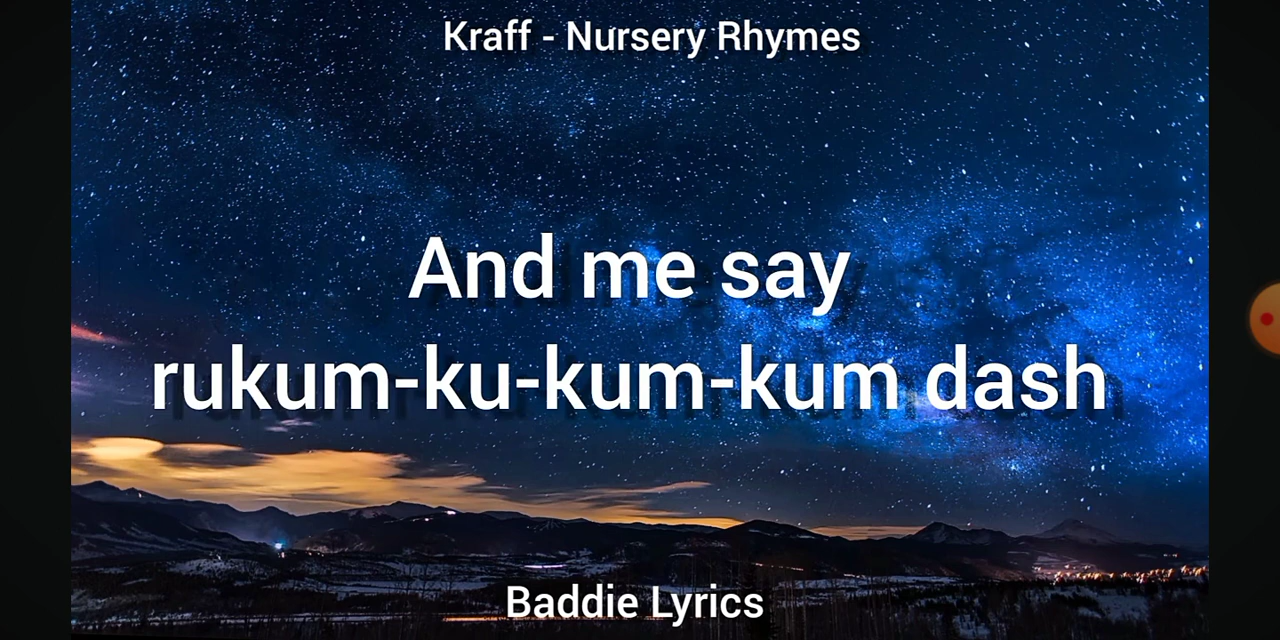 Kraff - Nursery Rhymes
And me say
rukum-ku-kum-kum dash
Baddie Lyrics